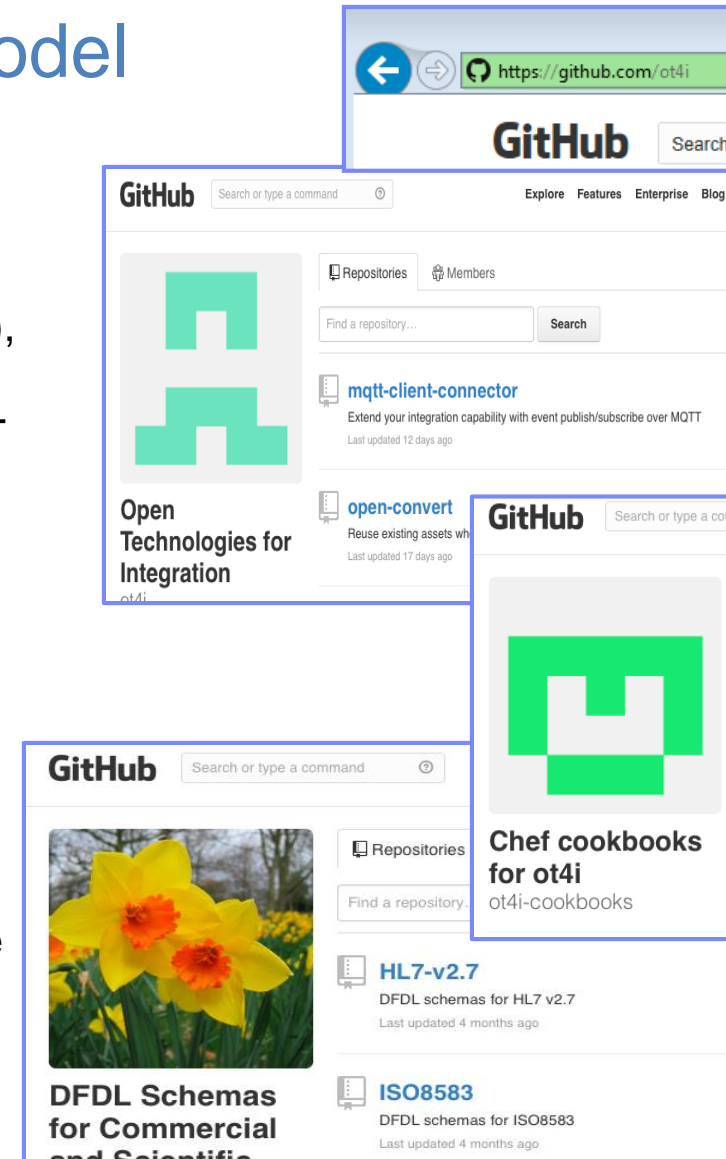 odel
https://github.com/ot4i
GitHub Search
GitHub Search or type a command Explore Features Enterprise Blog
Repositories Members
Find a repository... Search
mqtt-client-connector
Extend your integration capability with event publish/subscribe over MQTT
Last updated 12 days ago
Open
Technologies for
Integration
ot4i
open-convert
Reuse existing assets wh
Last updated 17 days ago
GitHub Search or type a co
Chef cookbooks
for ot4i
ot4i-cookbooks
GitHub Search or type a command
Repositories
Find a repository.
DFDL Schemas
for Commercial
and Scientific
HL7-v2.7
DFDL schemas for HL7 v2.7
Last updated 4 months ago
ISO8583
DFDL schemas for ISO8583
Last updated 4 months ago